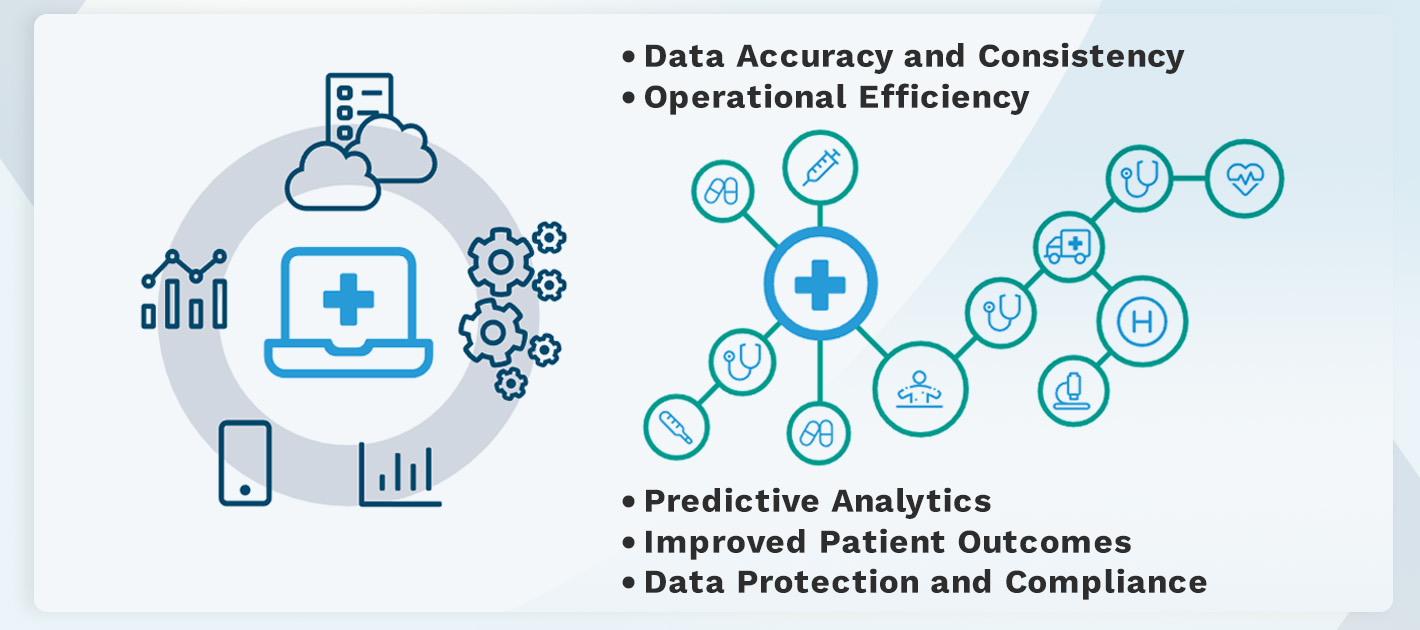 • Data Accuracy and Consistency
• Operational Efficiency
H
• Predictive Analytics
• Improved Patient Outcomes
• Data Protection and Compliance